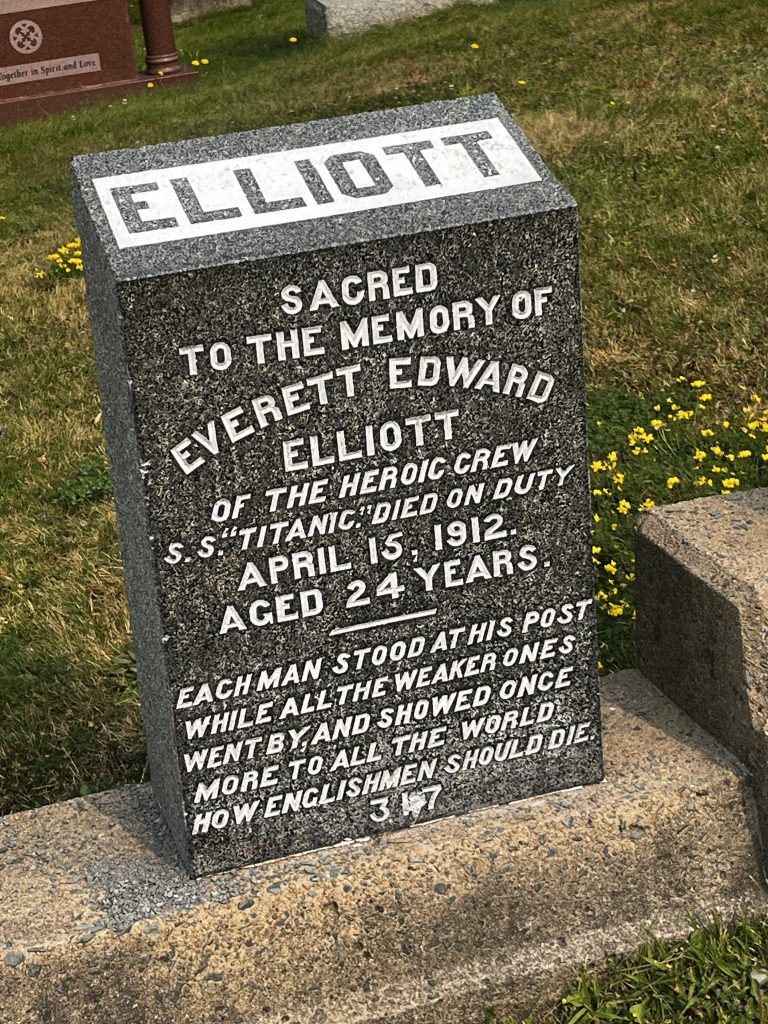 Together in Spirit and Love
ELLIOTT
SACRED
TO THE MEMORY OF
EVERETT EDWARD
ELLIOTT
OF THE HEROIC CREW
S.S. "TITANIC." DIED ON DUTY
APRIL 15, 1912.
AGED 24 YEARS.
EACH MAN STOOD AT HIS POST
WHILE ALL THE WEAKER ONES
WENT BY, AND SHOWED ONCE
MORE TO ALL THE WORLD
HOW ENGLISHMEN SHOULD DIE.
317